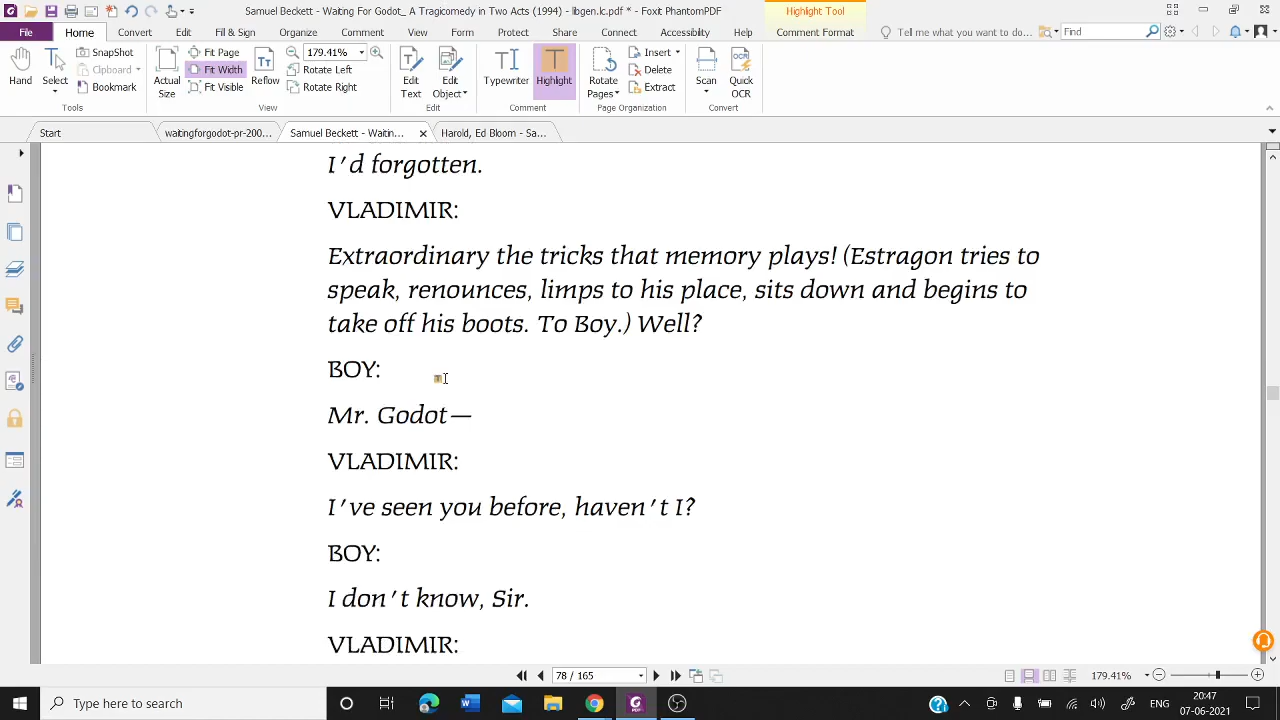 Samuel Beckett - Waiting For Godot_ A Tragicomedy in Two Acts (1994) - libgen.lc.pdf * - Foxit PhantomPDF
Highlight Tool
File Home Convert Edit Fill & Sign Organize Comment View Form Protect Share Connect Accessibility Help Comment Format Tell me what you want to do... Find
SnapShot Fit Page 179.41% Insert
Clipboard Fit Width Rotate Left Delete
Bookmark Fit Visible Rotate Right Extract
Hand Select Actual Size Reflow Edit Text Edit Object Typewriter Highlight Rotate Pages Scan Quick OCR
Tools View Edit Comment Page Organization Convert
Start waitingforgodot-pr-200... Samuel Beckett - Waitin... Harold, Ed Bloom - Sa...
I'd forgotten.
VLADIMIR:
Extraordinary the tricks that memory plays! (Estragon tries to
speak, renounces, limps to his place, sits down and begins to
take off his boots. To Boy.) Well?
BOY:
Mr. Godot—
VLADIMIR:
I've seen you before, haven't I?
BOY:
I don't know, Sir.
VLADIMIR:
78 / 165 179.41%
Type here to search ENG 20:47
07-06-2021